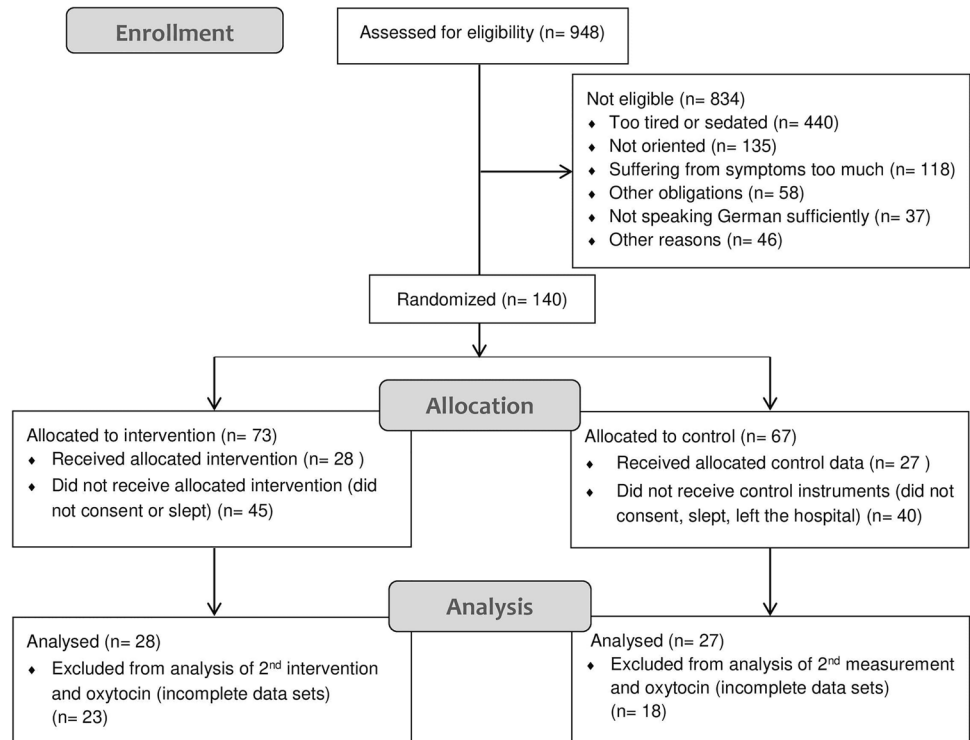 Enrollment
Assessed for eligibility (n= 948)
Not eligible (n= 834)
♦ Too tired or sedated (n= 440)
♦ Not oriented (n= 135)
♦ Suffering from symptoms too much (n= 118)
♦ Other obligations (n= 58)
♦ Not speaking German sufficiently (n= 37)
♦ Other reasons (n= 46)
Randomized (n= 140)
Allocation
Allocated to intervention (n= 73)
♦ Received allocated intervention (n= 28 )
♦ Did not receive allocated intervention (did
not consent or slept) (n= 45)
Allocated to control (n= 67)
♦ Received allocated control data (n= 27 )
♦ Did not receive control instruments (did not
consent, slept, left the hospital) (n= 40)
Analysis
Analysed (n= 28)
♦ Excluded from analysis of 2nd intervention
and oxytocin (incomplete data sets)
(n= 23)
Analysed (n= 27)
♦ Excluded from analysis of 2nd measurement
and oxytocin (incomplete data sets)
(n= 18)